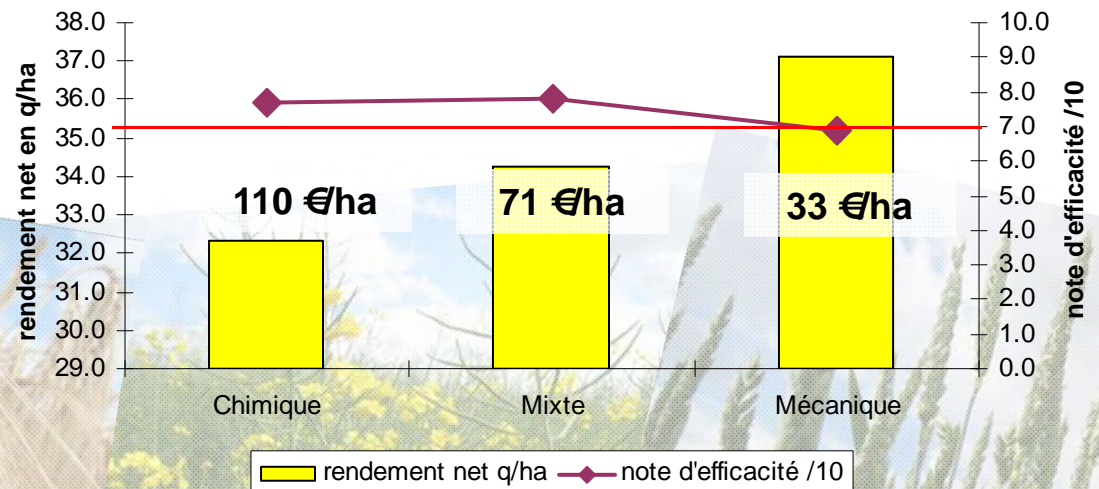 rendement net en q/ha
38.0
37.0
36.0
35.0
34.0
33.0
32.0
31.0
30.0
29.0
110 €/ha
71 €/ha
33 €/ha
10.0
9.0
8.0
7.0
6.0
5.0
4.0
3.0
2.0
1.0
0.0
note d'efficacité /10
Chimique
Mixte
Mécanique
rendement net q/ha
note d'efficacité /10